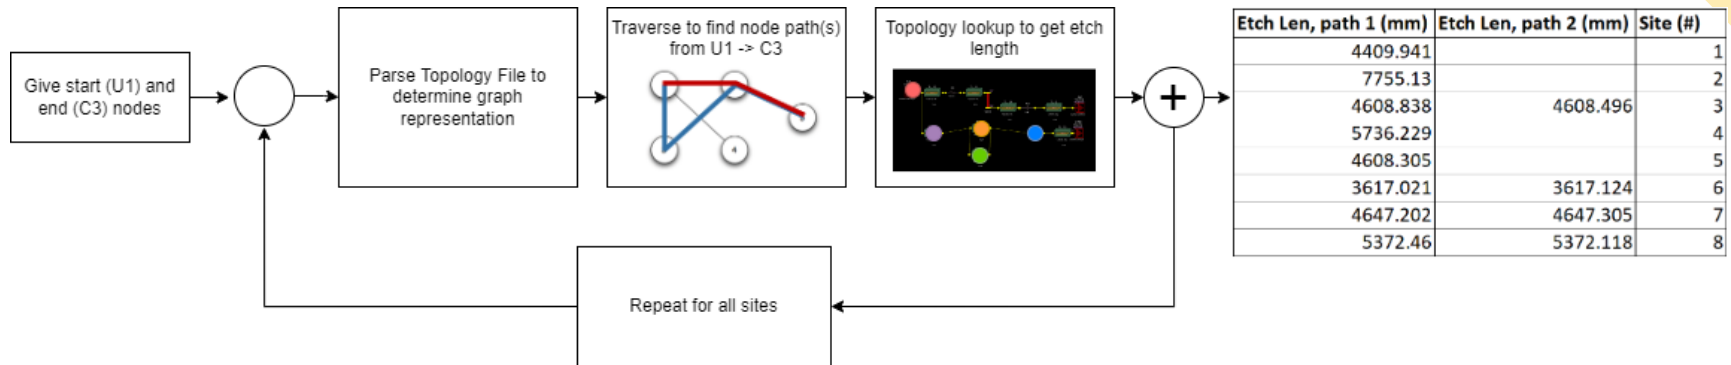 Give start (U1) and
end (C3) nodes
Parse Topology File to
determine graph
representation
Traverse to find node path(s)
from U1 -> C3
4
Topology lookup to get etch
length
+
Repeat for all sites
Etch Len, path 1 (mm) Etch Len, path 2 (mm) Site (#)
4409.941 1
7755.13 2
4608.838 4608.496 3
5736.229 4
4608.305 5
3617.021 3617.124 6
4647.202 4647.305 7
5372.46 5372.118 8